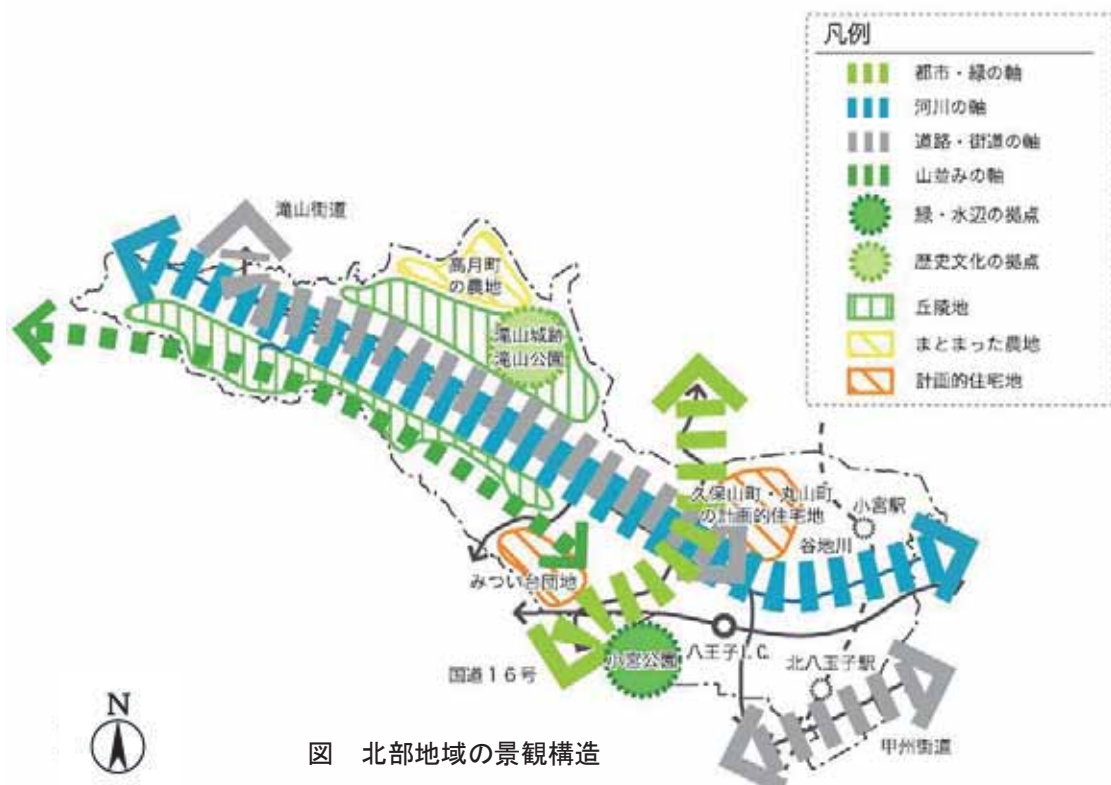 凡例
都市・緑の軸
河川の軸
道路・街道の軸
山並みの軸
緑・水辺の拠点
歴史文化の拠点
丘陵地
まとまった農地
計画的住宅地
滝山街道
高月町
の農地
滝山城跡
滝山公園
久保山町・丸山町
の計画的住宅地
小宮駅
谷地川
みつい台団地
国道16号
小宮公園
八王子I.C.
北八王子駅
甲州街道
N
図 北部地域の景観構造